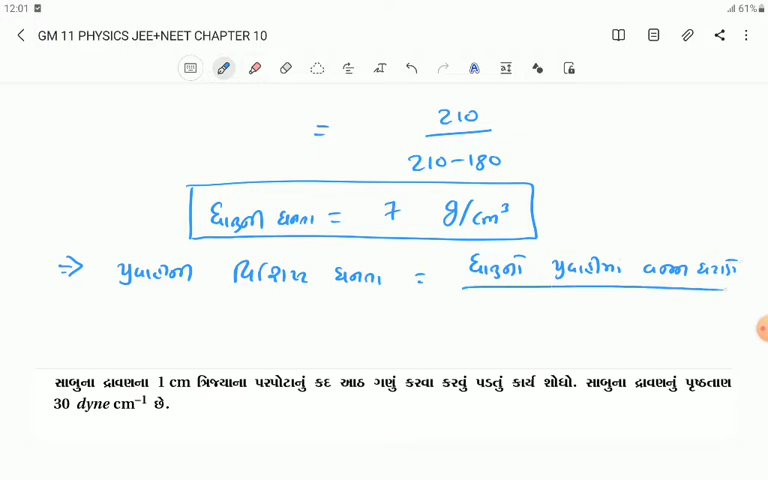 12:01
61%
GM 11 PHYSICS JEE+NEET CHAPTER 10
= 210
210-180
ધાતુની ઘનતા = 7 g/cm³
⇒ પ્રવાહીની વિશિષ્ટ ઘનતા = ધાતુનો પ્રવાહીમાં વજન ઘટાડો
સાબુના દ્રાવણના 1 cm ત્રિજ્યાના પરપોટાનું કદ આઠ ગણું કરવા કરવું પડતું કાર્ય શોધો. સાબુના દ્રાવણનું પૃષ્ઠતાણ
30 dyne cm⁻¹ છે.